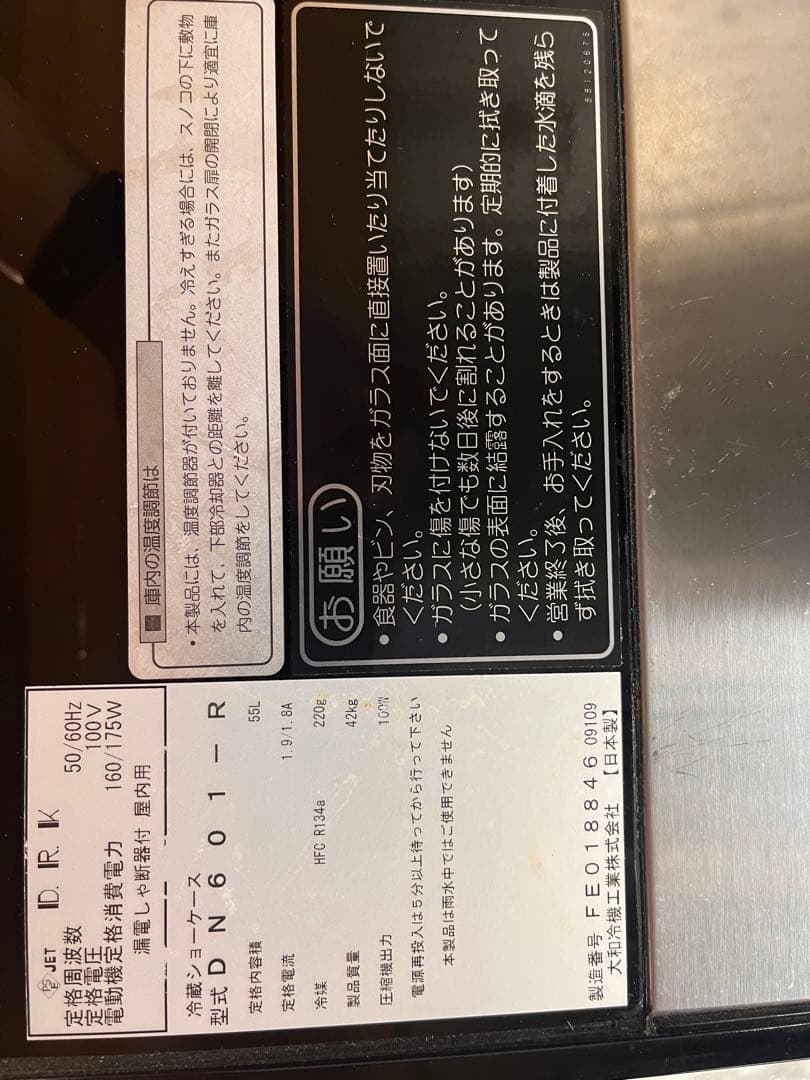 ■ 庫内の温度調節は
・本製品には、温度調節器が付いておりません。冷えすぎる場合には、スノコの下に敷物
を入れて、下部冷却器との距離を離してください。またガラス扉の開閉により適宜に庫
内の温度調節をしてください。
お願い
● 食器やビン、刃物をガラス面に直接置いたり当てたりしないで
ください。
● ガラスに傷を付けないでください。
(小さな傷でも数日後に割れることがあります)
● ガラスの表面に結露することがあります。定期的に拭き取って
ください。
● 営業終了後、お手入れをするときは製品に付着した水滴を残ら
ず拭き取ってください。
88120675
PS E JET D.R.K
定格周波数 50/60Hz
定格電圧 100V
電動機定格消費電力 160/175W
漏電しゃ断器付 屋内用
冷蔵ショーケース
型式 DN601-R
定格内容積 55L
定格電流 1.9/1.8A
冷媒 HFC R134a 220g
製品質量 42kg
圧縮機出力 100W
電源再投入は5分以上待ってから行って下さい
本製品は雨水中ではご使用できません
製造番号 FE018846 09109
大和冷機工業株式会社 【日本製】